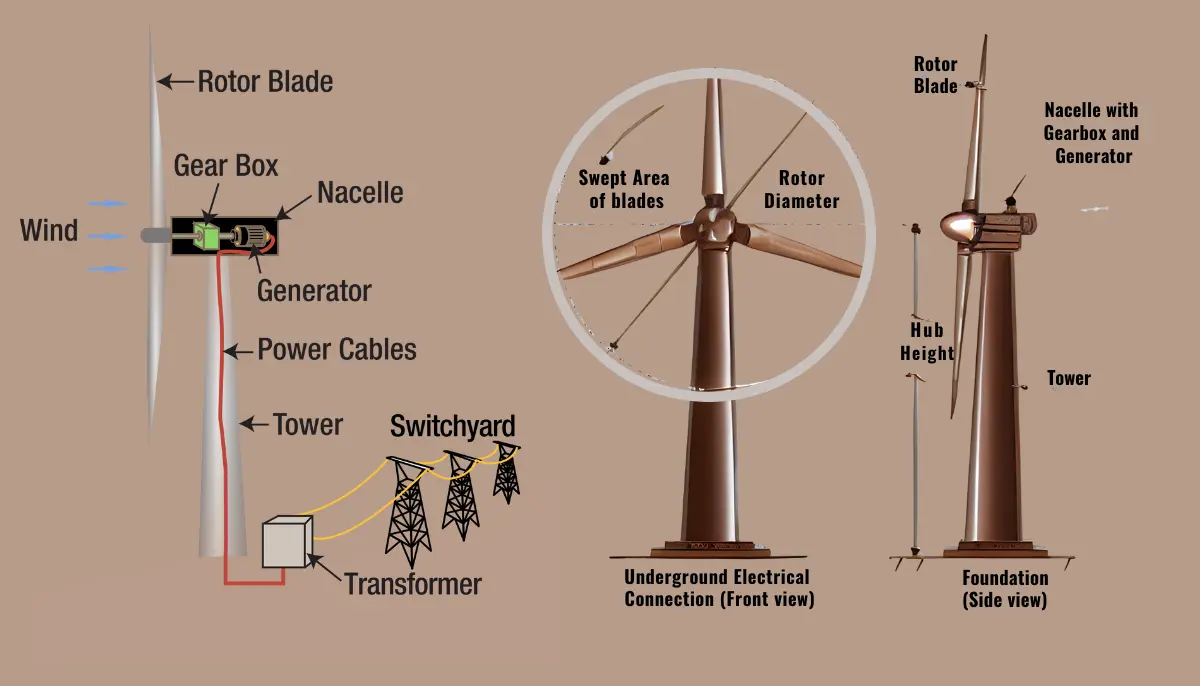 Rotor Blade
Gear Box
Nacelle
Wind
Generator
Power Cables
Tower
Switchyard
Transformer
Swept Area
of blades
Rotor
Diameter
Underground Electrical
Connection (Front view)
Rotor
Blade
Nacelle with
Gearbox and
Generator
Hub
Height
Tower
Foundation
(Side view)